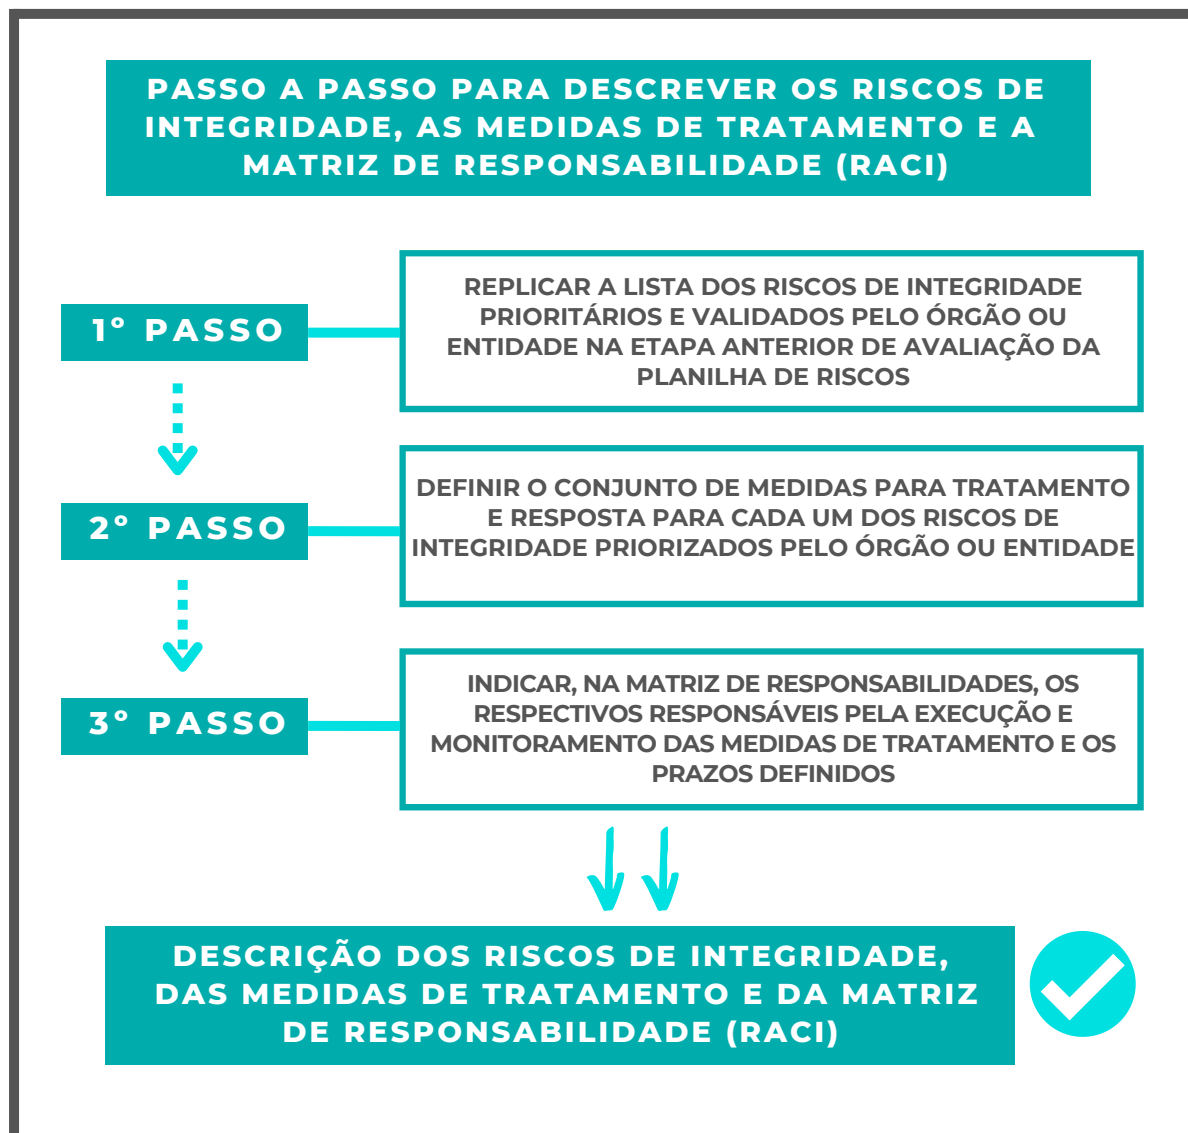 PASSO A PASSO PARA DESCREVER OS RISCOS DE
INTEGRIDADE, AS MEDIDAS DE TRATAMENTO E A
MATRIZ DE RESPONSABILIDADE (RACI)
1º PASSO
REPLICAR A LISTA DOS RISCOS DE INTEGRIDADE
PRIORITÁRIOS E VALIDADOS PELO ÓRGÃO OU
ENTIDADE NA ETAPA ANTERIOR DE AVALIAÇÃO DA
PLANILHA DE RISCOS
2º PASSO
DEFINIR O CONJUNTO DE MEDIDAS PARA TRATAMENTO
E RESPOSTA PARA CADA UM DOS RISCOS DE
INTEGRIDADE PRIORIZADOS PELO ÓRGÃO OU ENTIDADE
3º PASSO
INDICAR, NA MATRIZ DE RESPONSABILIDADES, OS
RESPECTIVOS RESPONSÁVEIS PELA EXECUÇÃO E
MONITORAMENTO DAS MEDIDAS DE TRATAMENTO E OS
PRAZOS DEFINIDOS
DESCRIÇÃO DOS RISCOS DE INTEGRIDADE,
DAS MEDIDAS DE TRATAMENTO E DA MATRIZ
DE RESPONSABILIDADE (RACI)